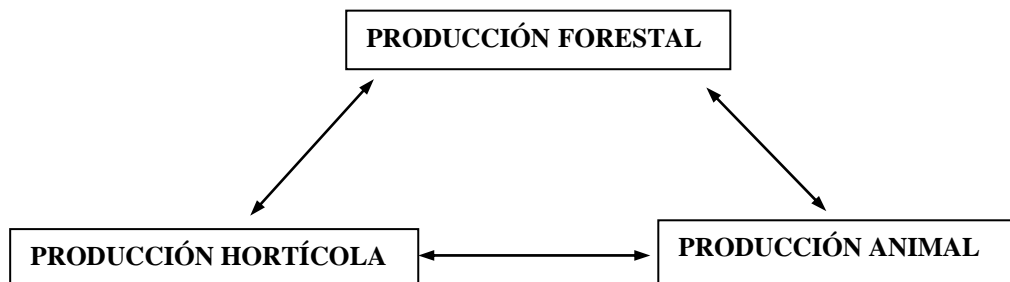 PRODUCCIÓN FORESTAL
PRODUCCIÓN HORTÍCOLA
PRODUCCIÓN ANIMAL